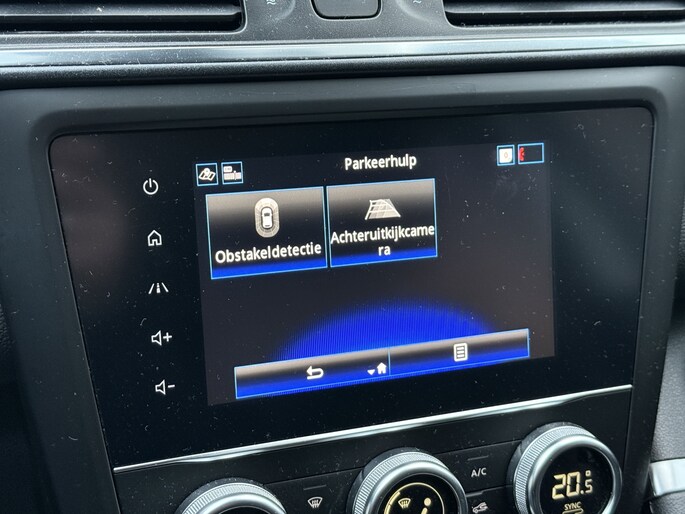 Parkeerhulp
Obstakeldetectie
Achteruitkijkcame
ra
A/C
20.5
SYNC